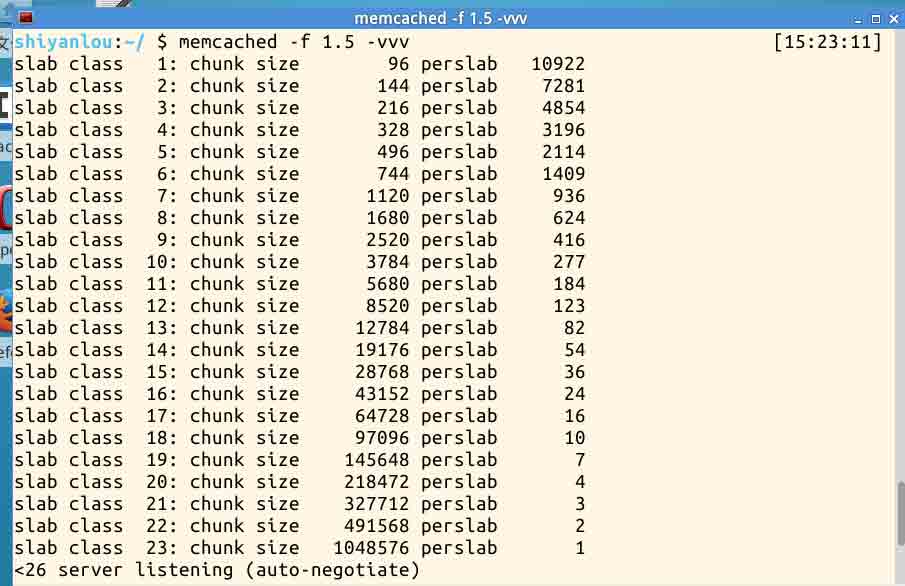 memcached -f 1.5 -vvv
shiyanlou:~/ $ memcached -f 1.5 -vvv [15:23:11]
slab class 1: chunk size 96 perslab 10922
slab class 2: chunk size 144 perslab 7281
slab class 3: chunk size 216 perslab 4854
slab class 4: chunk size 328 perslab 3196
slab class 5: chunk size 496 perslab 2114
slab class 6: chunk size 744 perslab 1409
slab class 7: chunk size 1120 perslab 936
slab class 8: chunk size 1680 perslab 624
slab class 9: chunk size 2520 perslab 416
slab class 10: chunk size 3784 perslab 277
slab class 11: chunk size 5680 perslab 184
slab class 12: chunk size 8520 perslab 123
slab class 13: chunk size 12784 perslab 82
slab class 14: chunk size 19176 perslab 54
slab class 15: chunk size 28768 perslab 36
slab class 16: chunk size 43152 perslab 24
slab class 17: chunk size 64728 perslab 16
slab class 18: chunk size 97096 perslab 10
slab class 19: chunk size 145648 perslab 7
slab class 20: chunk size 218472 perslab 4
slab class 21: chunk size 327712 perslab 3
slab class 22: chunk size 491568 perslab 2
slab class 23: chunk size 1048576 perslab 1
<26 server listening (auto-negotiate)